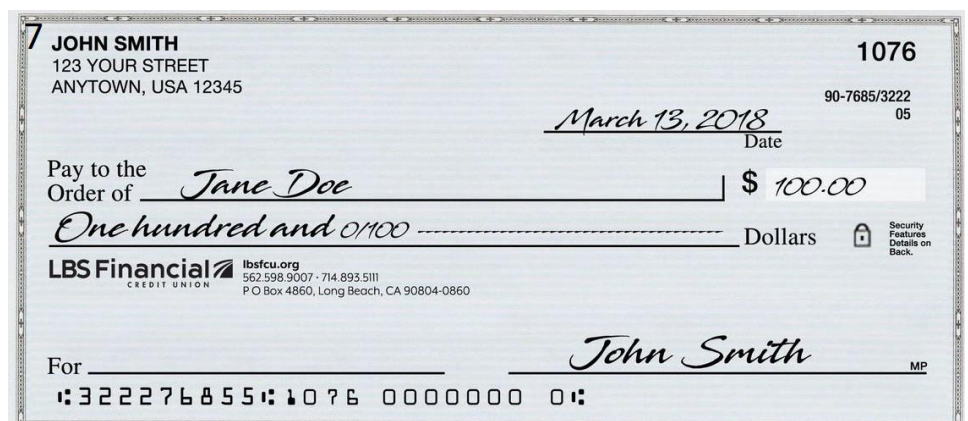 7
JOHN SMITH
123 YOUR STREET
ANYTOWN, USA 12345
1076
90-7685/3222
05
March 13, 2018
Date
Pay to the
Order of Jane Doe $ 100.00
One hundred and 0/100 Dollars
Security
Features
Details on
Back.
LBS Financial
CREDIT UNION
lbsfcu.org
562.598.9007 · 714.893.5111
P O Box 4860, Long Beach, CA 90804-0860
For John Smith MP
⑆322276855⑆1076 0000000 0⑆